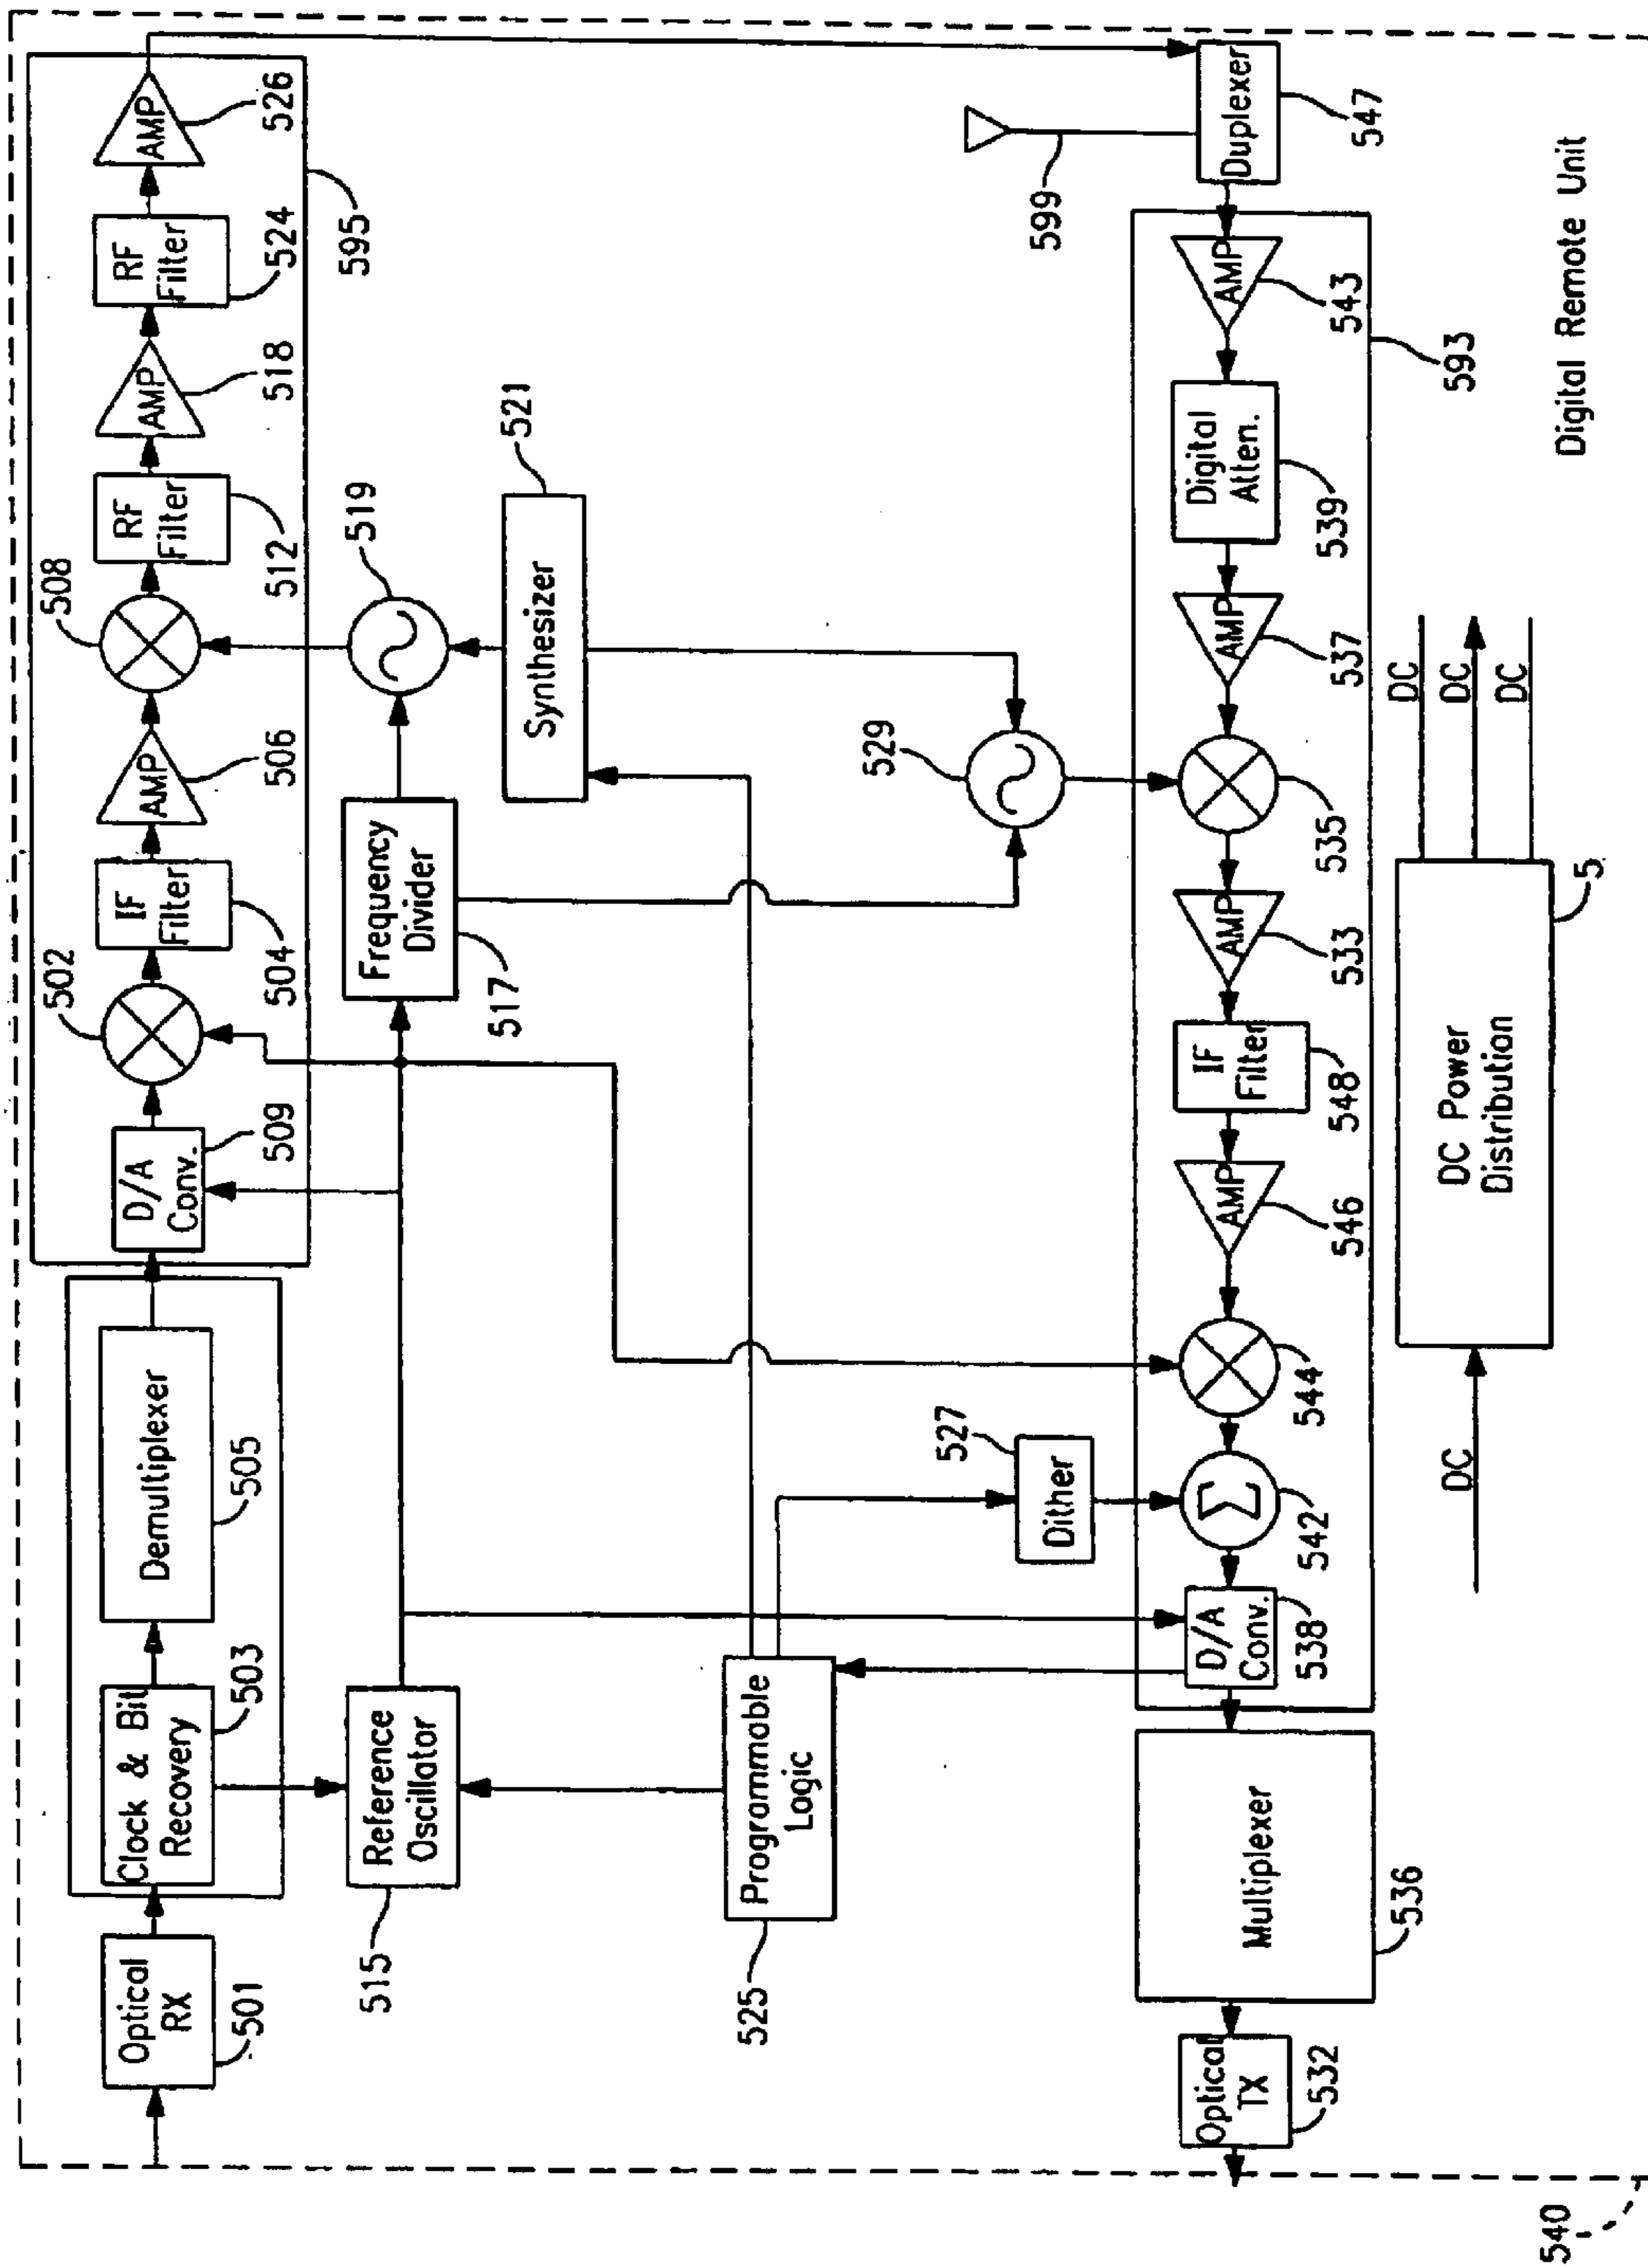 Optical
RX
501
Clock & Bit
Recovery
503
Demultiplexer
505
D/A
Conv.
509
502
IF
Filter
504
AMP
506
508
RF
Filter
512
AMP
518
RF
Filter
524
AMP
526
595
Reference
Oscillator
515
Frequency
Divider
517
519
Synthesizer
521
Programmable
Logic
525
Dither
527
529
599
Duplexer
547
AMP
543
Digital
Atten.
539
AMP
537
535
AMP
533
IF
Filter
548
AMP
546
544
Σ
542
D/A
Conv.
538
593
Multiplexer
536
Optical
TX
532
DC
DC Power
Distribution
5
DC
DC
DC
Digital Remote Unit
540